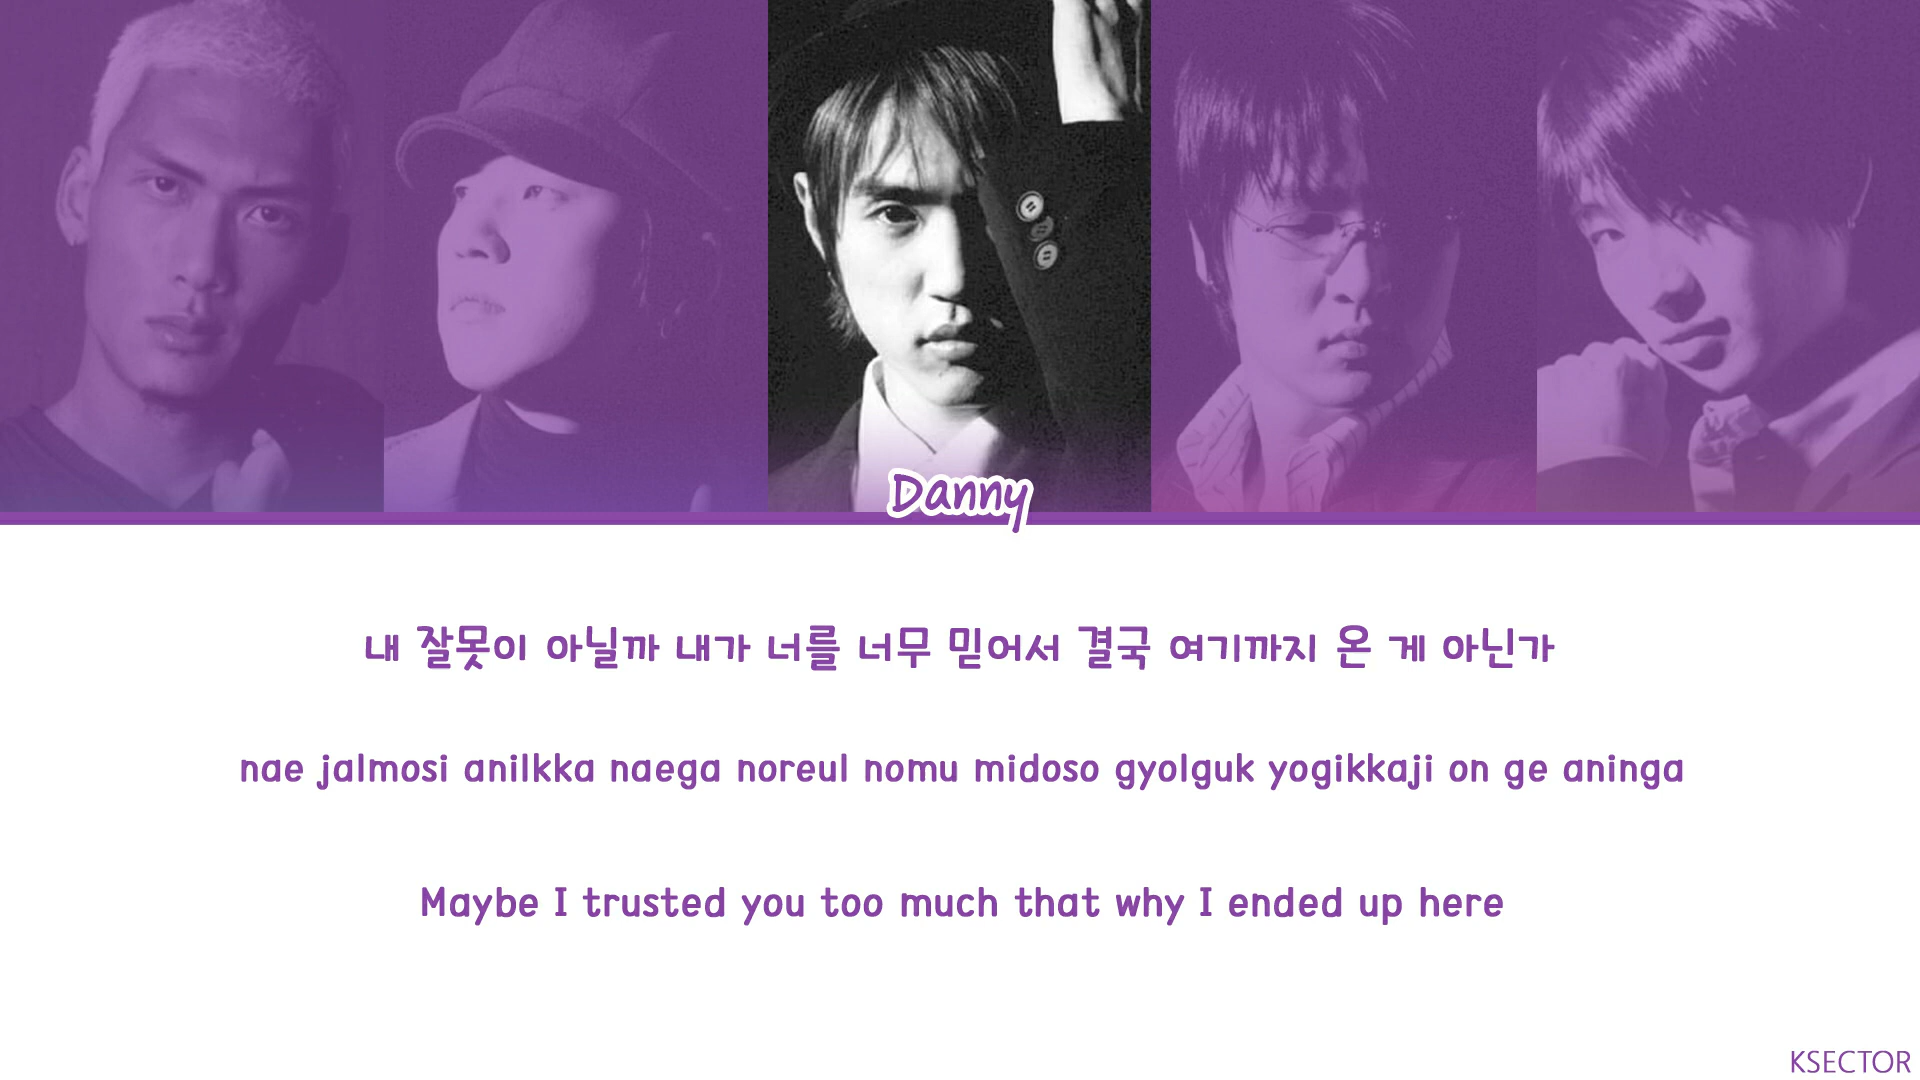 Danny
내 잘못이 아닐까 내가 너를 너무 믿어서 결국 여기까지 온 게 아닌가
nae jalmosi anilkka naega noreul nomu midoso gyolguk yogikkaji on ge aninga
Maybe I trusted you too much that why I ended up here
KSECTOR